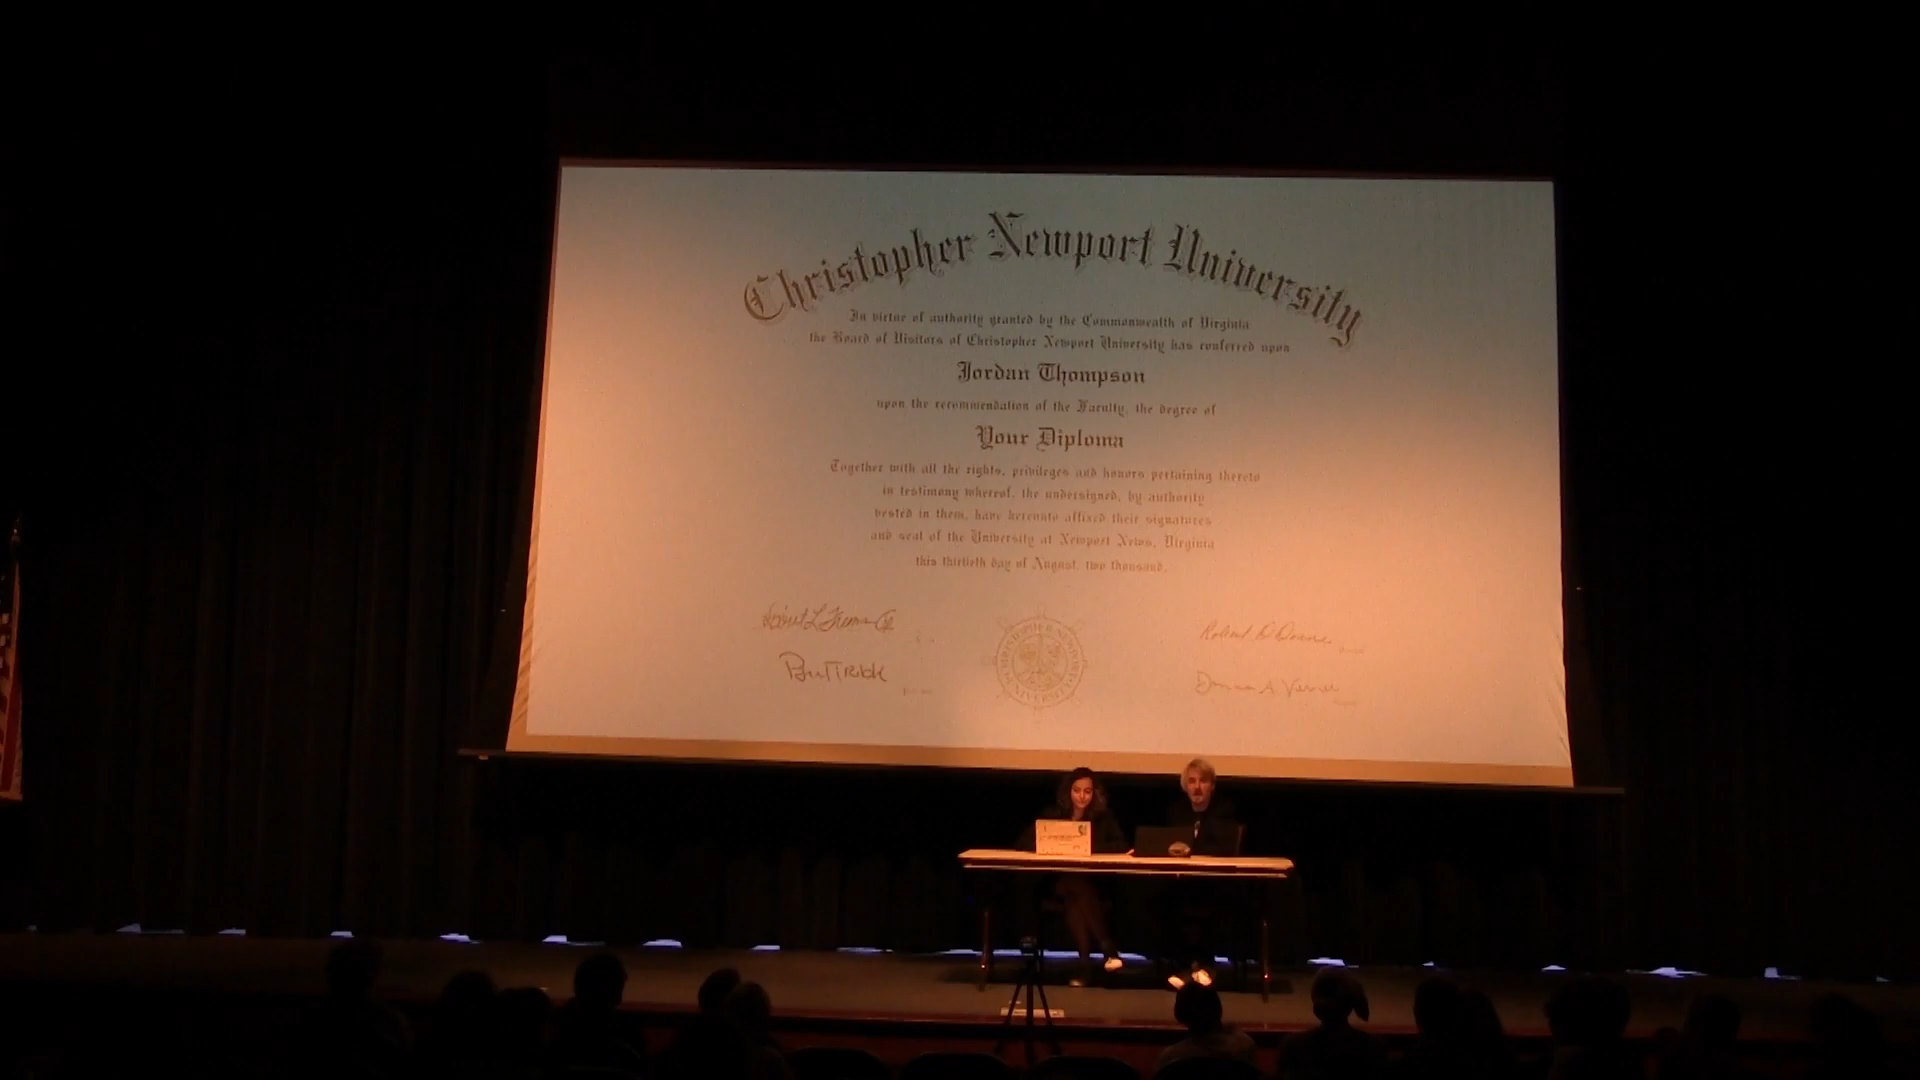 Christopher Newport University
In virtue of authority granted by the Commonwealth of Virginia
the Board of Visitors of Christopher Newport University has conferred upon
Jordan Thompson
upon the recommendation of the Faculty, the degree of
Your Diploma
Together with all the rights, privileges and honors pertaining thereto
in testimony whereof, the undersigned, by authority
vested in them, have hereunto affixed their signatures
and seal of the University at Newport News, Virginia
this thirtieth day of August, two thousand.